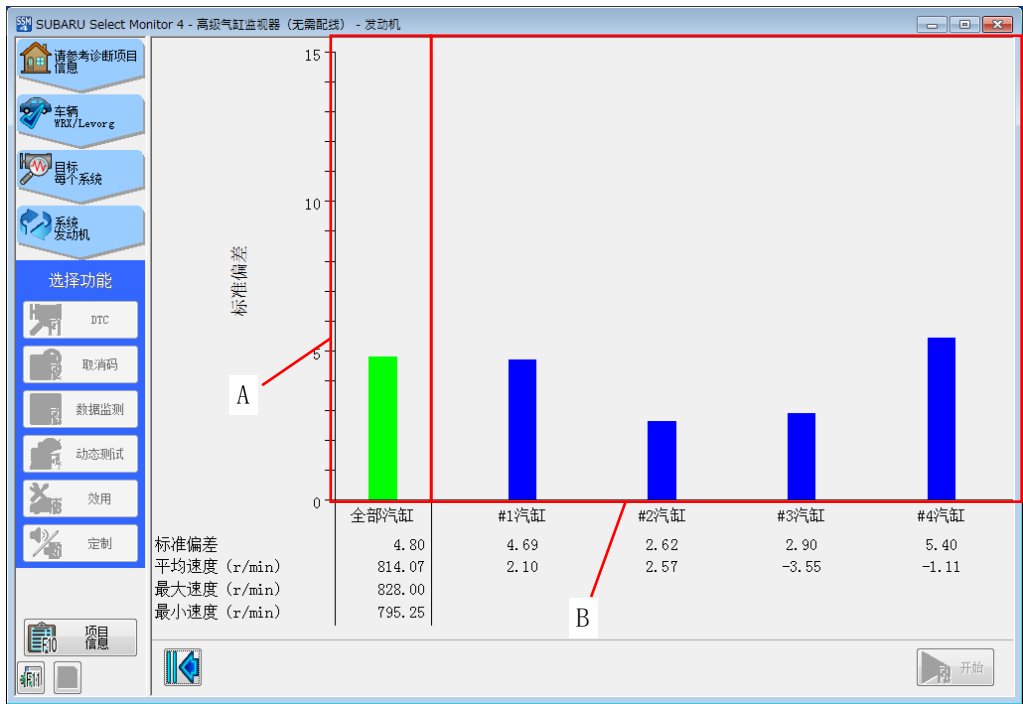 SUBARU Select Monitor 4 - 高级气缸监视器（无需配线） - 发动机
请参考诊断项目
信息
车辆
WRX/Levorg
目标
每个系统
系统
发动机
选择功能
DTC
取消码
数据监测
动态测试
效用
定制
项目
信息
F10
F11
标准偏差
15
10
5
0
A
B
全部汽缸 #1汽缸 #2汽缸 #3汽缸 #4汽缸
标准偏差 4.80 4.69 2.62 2.90 5.40
平均速度（r/min） 814.07 2.10 2.57 -3.55 -1.11
最大速度（r/min） 828.00
最小速度（r/min） 795.25
开始